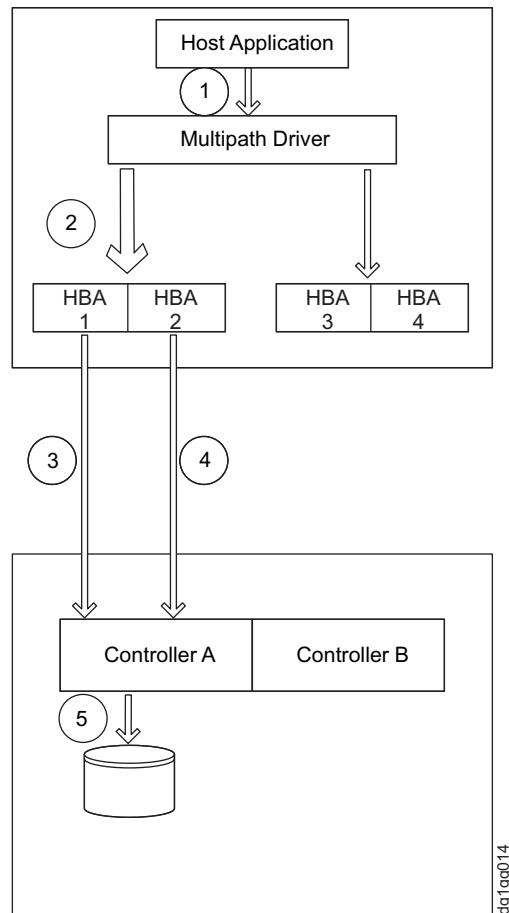 Host Application
1
Multipath Driver
2
HBA
1
HBA
2
HBA
3
HBA
4
3
4
Controller A
Controller B
5
dg1gg014